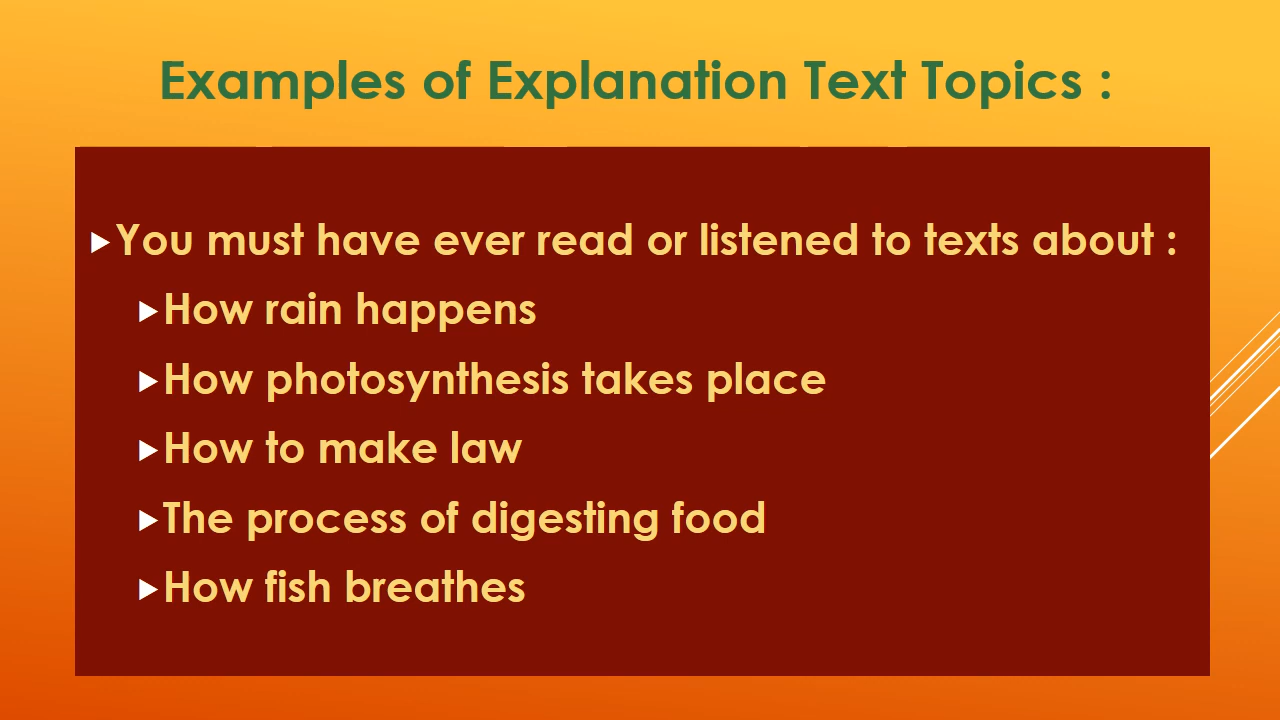 Examples of Explanation Text Topics :
You must have ever read or listened to texts about :
How rain happens
How photosynthesis takes place
How to make law
The process of digesting food
How fish breathes